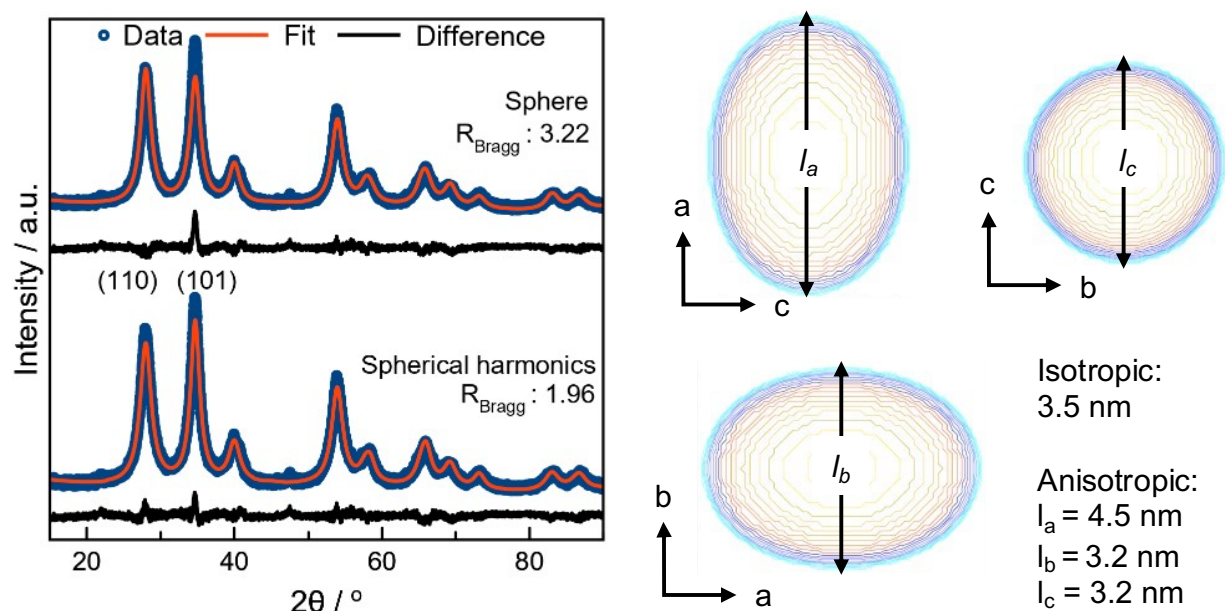 Data Fit Difference
Sphere
R_Bragg : 3.22
(110) (101)
Spherical harmonics
R_Bragg : 1.96
Intensity / a.u.
20 40 60 80
2θ / °
l_a
a
c
l_c
c
b
l_b
b
a
Isotropic:
3.5 nm
Anisotropic:
l_a = 4.5 nm
l_b = 3.2 nm
l_c = 3.2 nm